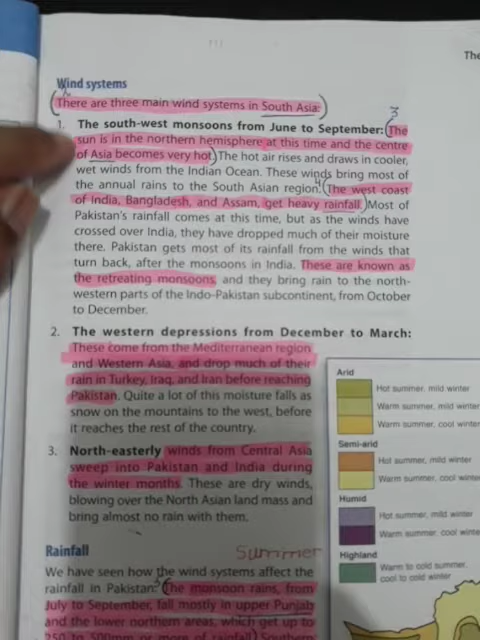 The
Wind systems
There are three main wind systems in South Asia:
3
1. The south-west monsoons from June to September: The
sun is in the northern hemisphere at this time and the centre
of Asia becomes very hot. The hot air rises and draws in cooler,
wet winds from the Indian Ocean. These winds bring most of
the annual rains to the South Asian region. The west coast
of India, Bangladesh, and Assam, get heavy rainfall. Most of
Pakistan's rainfall comes at this time, but as the winds have
crossed over India, they have dropped much of their moisture
there. Pakistan gets most of its rainfall from the winds that
turn back, after the monsoons in India. These are known as
the retreating monsoons, and they bring rain to the north-
western parts of the Indo-Pakistan subcontinent, from October
to December.
2. The western depressions from December to March:
These come from the Mediterranean region
and Western Asia, and drop much of their
rain in Turkey, Iraq, and Iran before reaching
Pakistan. Quite a lot of this moisture falls as
snow on the mountains to the west, before
it reaches the rest of the country.
3. North-easterly winds from Central Asia
sweep into Pakistan and India during
the winter months. These are dry winds,
blowing over the North Asian land mass and
bring almost no rain with them.
Summer
Rainfall
We have seen how the wind systems affect the
rainfall in Pakistan. The monsoon rains, from
July to September, fall mostly in upper Punjab
and the lower northern areas, which get up to
250 to 500mm or more of rainfall. Southern
Arid
Hot summer, mild winter
Warm summer, mild winter
Warm summer, cool winter
Semi-arid
Hot summer, mild winter
Warm summer, cool winter
Humid
Hot summer, mild winter
Warm summer, cool winter
Highland
Warm to cold summer,
cool to cold winter